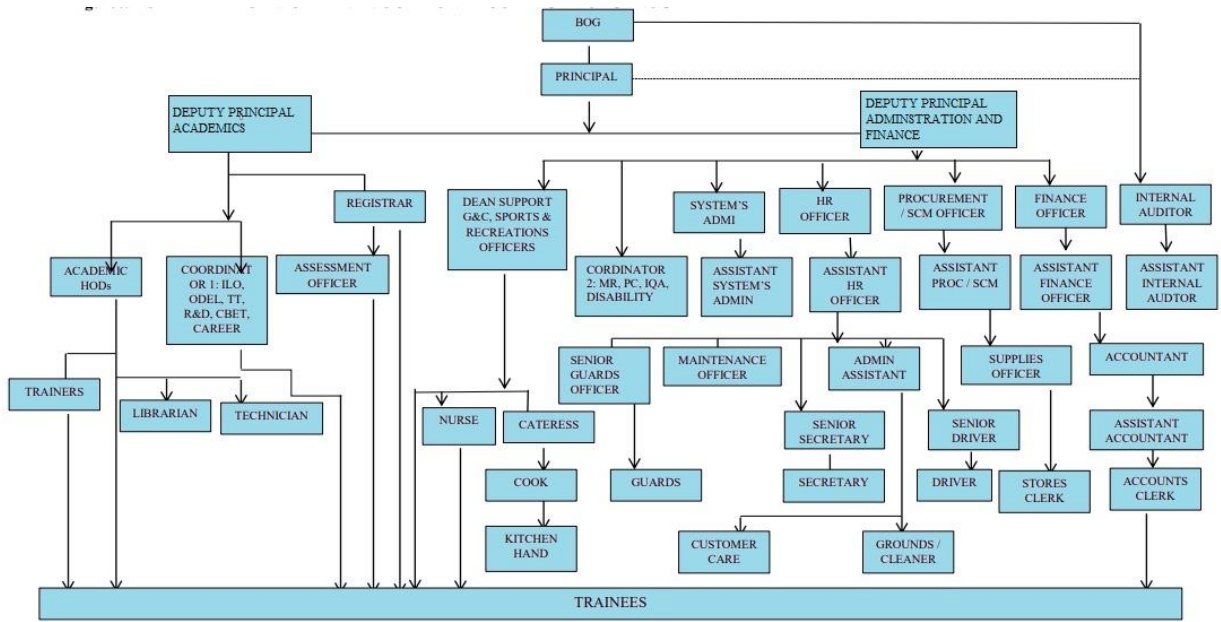 BOG
PRINCIPAL
DEPUTY PRINCIPAL
ACADEMICS
DEPUTY PRINCIPAL
ADMINSTRATION AND
FINANCE
REGISTRAR
DEAN SUPPORT
G&C, SPORTS &
RECREATIONS
OFFICERS
SYSTEM'S
ADMI
HR
OFFICER
PROCUREMENT
/ SCM OFFICER
FINANCE
OFFICER
INTERNAL
AUDITOR
ACADEMIC
HODs
COORDINAT
OR 1: ILO,
ODEL, TT,
R&D, CBET,
CAREER
ASSESSMENT
OFFICER
CORDINATOR
2: MR, PC, IQA,
DISABILITY
ASSISTANT
SYSTEM'S
ADMIN
ASSISTANT
HR
OFFICER
ASSISTANT
PROC / SCM
ASSISTANT
FINANCE
OFFICER
ASSISTANT
INTERNAL
AUDTOR
TRAINERS
LIBRARIAN
TECHNICIAN
NURSE
CATERESS
SENIOR
GUARDS
OFFICER
MAINTENANCE
OFFICER
ADMIN
ASSISTANT
SUPPLIES
OFFICER
ACCOUNTANT
SENIOR
SECRETARY
SENIOR
DRIVER
ASSISTANT
ACCOUNTANT
COOK
GUARDS
SECRETARY
DRIVER
STORES
CLERK
ACCOUNTS
CLERK
KITCHEN
HAND
CUSTOMER
CARE
GROUNDS /
CLEANER
TRAINEES